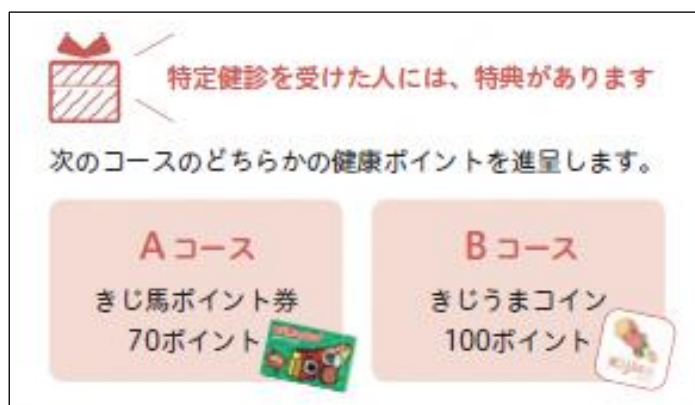 特定健診を受けた人には、特典があります
次のコースのどちらかの健康ポイントを進呈します。
Aコース
きじ馬ポイント券
70ポイント
Bコース
きじうまコイン
100ポイント